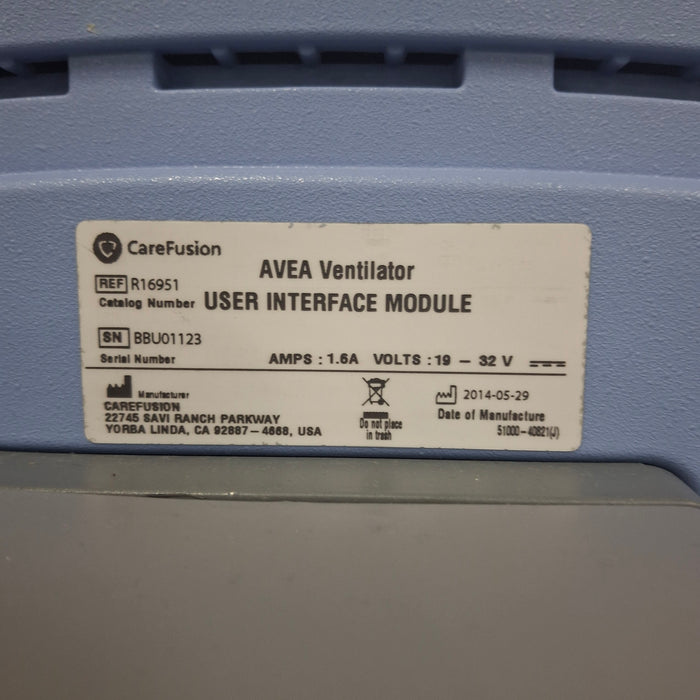 CareFusion
AVEA Ventilator
REF R16951
Catalog Number USER INTERFACE MODULE
SN BBU01123
Serial Number AMPS : 1.6A VOLTS : 19 – 32 V
Manufacturer
CAREFUSION
22745 SAVI RANCH PARKWAY
YORBA LINDA, CA 92887-4668, USA
Do not place
in trash
2014-05-29
Date of Manufacture
51000-40821(J)